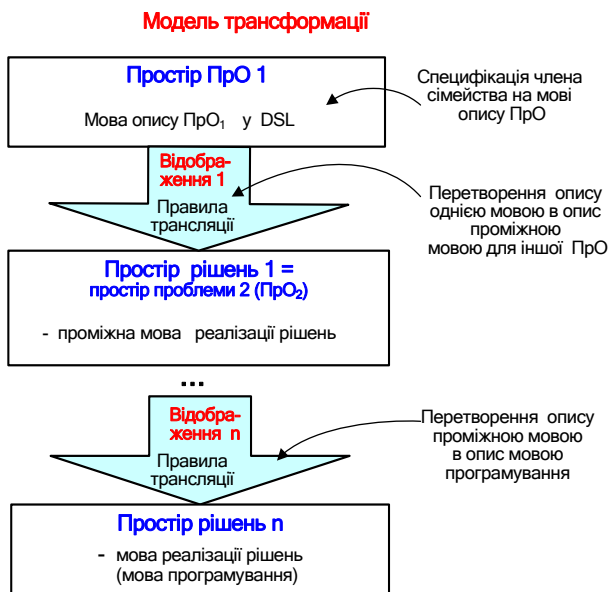 Модель трансформації
Простір ПрО 1
Мова опису ПрО₁ у DSL
Специфікація члена
сімейства на мові
опису ПрО
Відобра-
ження 1
Правила
трансляції
Перетворення опису
однією мовою в опис
проміжною
мовою для іншої ПрО
Простір рішень 1 =
простір проблеми 2 (ПрО₂)
- проміжна мова реалізації рішень
...
Відобра-
ження n
Правила
трансляції
Перетворення опису
проміжною мовою
в опис мовою
програмування
Простір рішень n
- мова реалізації рішень
(мова програмування)